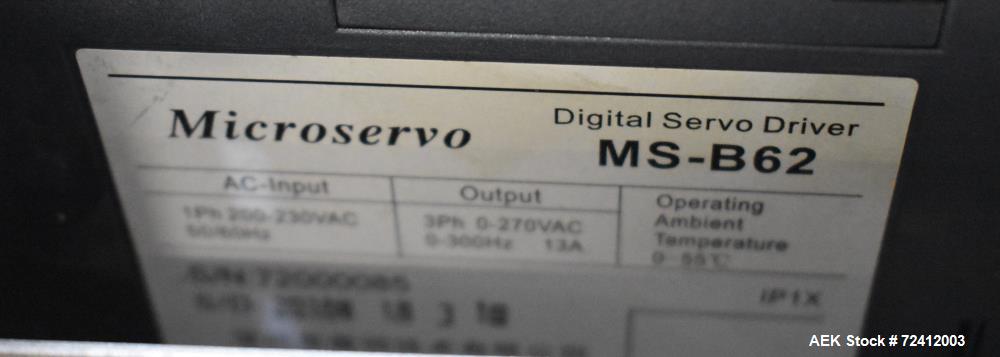 Microservo
Digital Servo Driver
MS-B62
AC-Input
1Ph 200-230VAC
50/60Hz
Output
3Ph 0-270VAC
0-300Hz 13A
Operating
Ambient
Temperature
0-55℃
S/N:72000085
IP1X
AEK Stock # 72412003